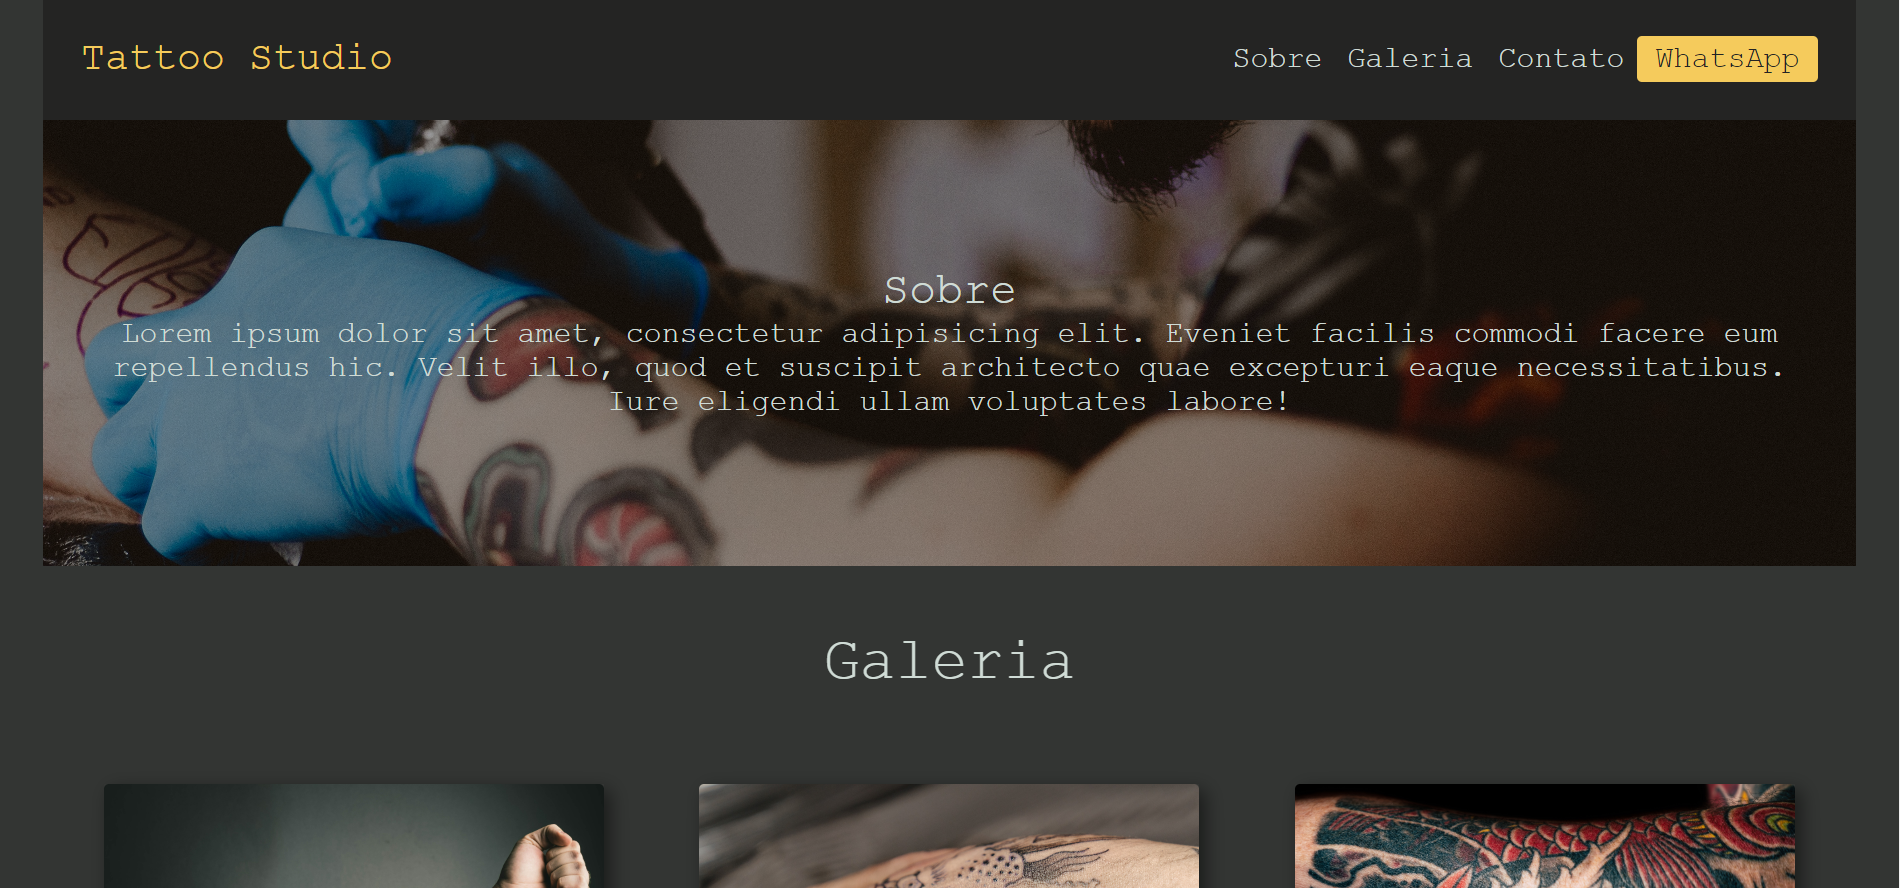 Tattoo Studio
Sobre Galeria Contato WhatsApp
Sobre
Lorem ipsum dolor sit amet, consectetur adipisicing elit. Eveniet facilis commodi facere eum
repellendus hic. Velit illo, quod et suscipit architecto quae excepturi eaque necessitatibus.
Iure eligendi ullam voluptates labore!
Galeria